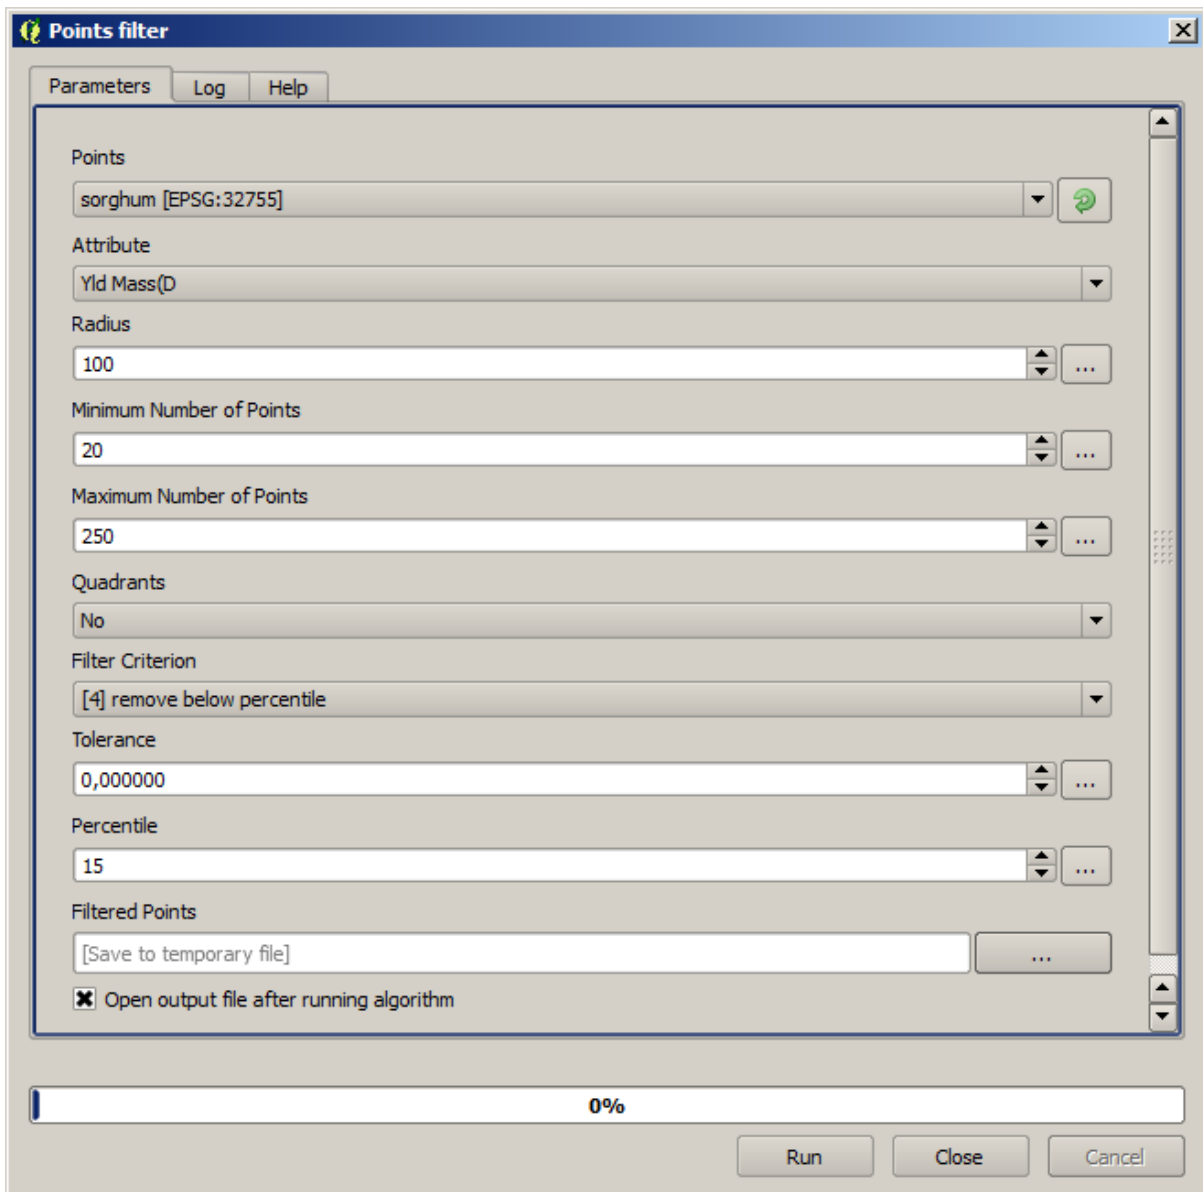 Points filter
Parameters Log Help
Points
sorghum [EPSG:32755]
Attribute
Yld Mass(D
Radius
100
...
Minimum Number of Points
20
...
Maximum Number of Points
250
...
Quadrants
No
Filter Criterion
[4] remove below percentile
Tolerance
0,000000
...
Percentile
15
...
Filtered Points
[Save to temporary file]
...
Open output file after running algorithm
0%
Run Close Cancel